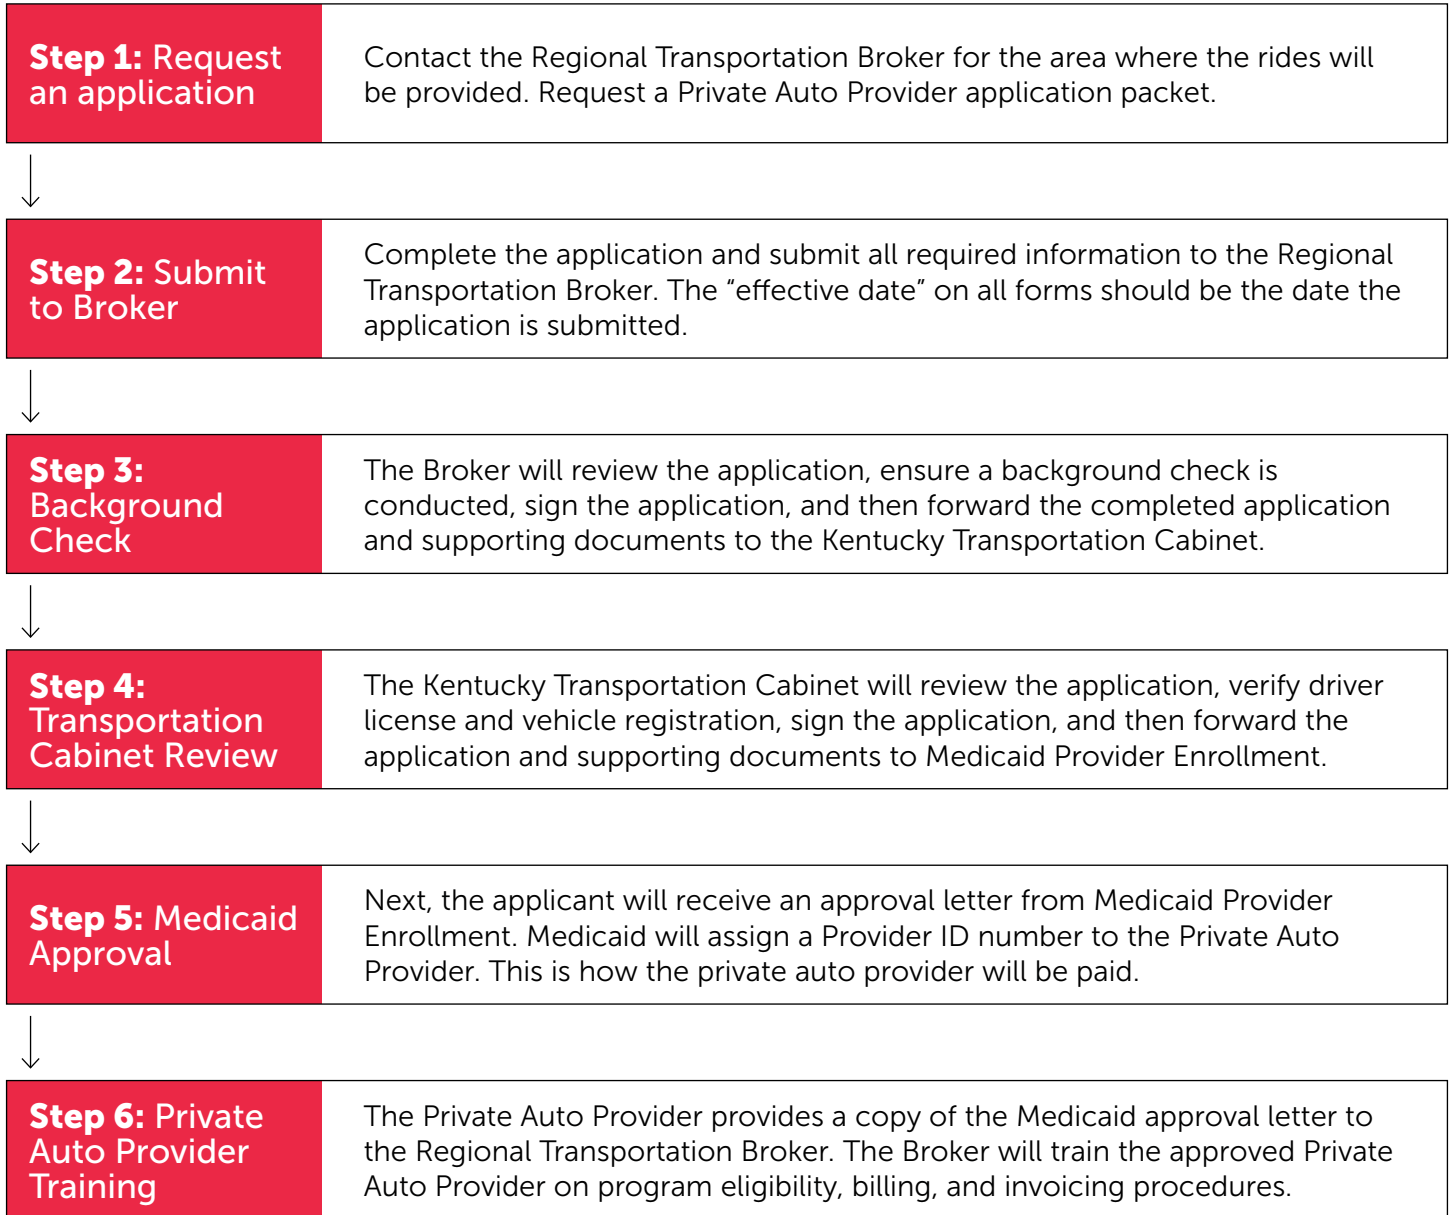 Step 1: Request
an application
Contact the Regional Transportation Broker for the area where the rides will
be provided. Request a Private Auto Provider application packet.
Step 2: Submit
to Broker
Complete the application and submit all required information to the Regional
Transportation Broker. The “effective date” on all forms should be the date the
application is submitted.
Step 3:
Background
Check
The Broker will review the application, ensure a background check is
conducted, sign the application, and then forward the completed application
and supporting documents to the Kentucky Transportation Cabinet.
Step 4:
Transportation
Cabinet Review
The Kentucky Transportation Cabinet will review the application, verify driver
license and vehicle registration, sign the application, and then forward the
application and supporting documents to Medicaid Provider Enrollment.
Step 5: Medicaid
Approval
Next, the applicant will receive an approval letter from Medicaid Provider
Enrollment. Medicaid will assign a Provider ID number to the Private Auto
Provider. This is how the private auto provider will be paid.
Step 6: Private
Auto Provider
Training
The Private Auto Provider provides a copy of the Medicaid approval letter to
the Regional Transportation Broker. The Broker will train the approved Private
Auto Provider on program eligibility, billing, and invoicing procedures.